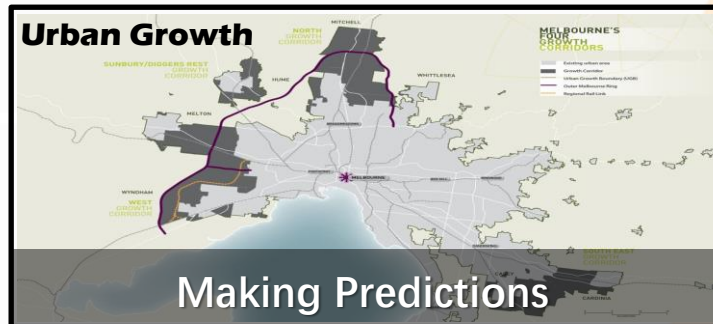 Urban Growth
MITCHELL
NORTH
GROWTH
CORRIDOR
MELBOURNE'S
FOUR
GROWTH
CORRIDORS
SUNBURY/DIGGERS REST
GROWTH
CORRIDOR
HUME
WHITTLESEA
Existing urban area
Growth Corridor
Urban Growth Boundary (UGB)
Outer Melbourne Ring
Regional Rail Link
MELTON
MELBOURNE
WYNDHAM
WEST
GROWTH
CORRIDOR
SOUTH EAST
GROWTH
CORRIDOR
CARDINIA
Making Predictions